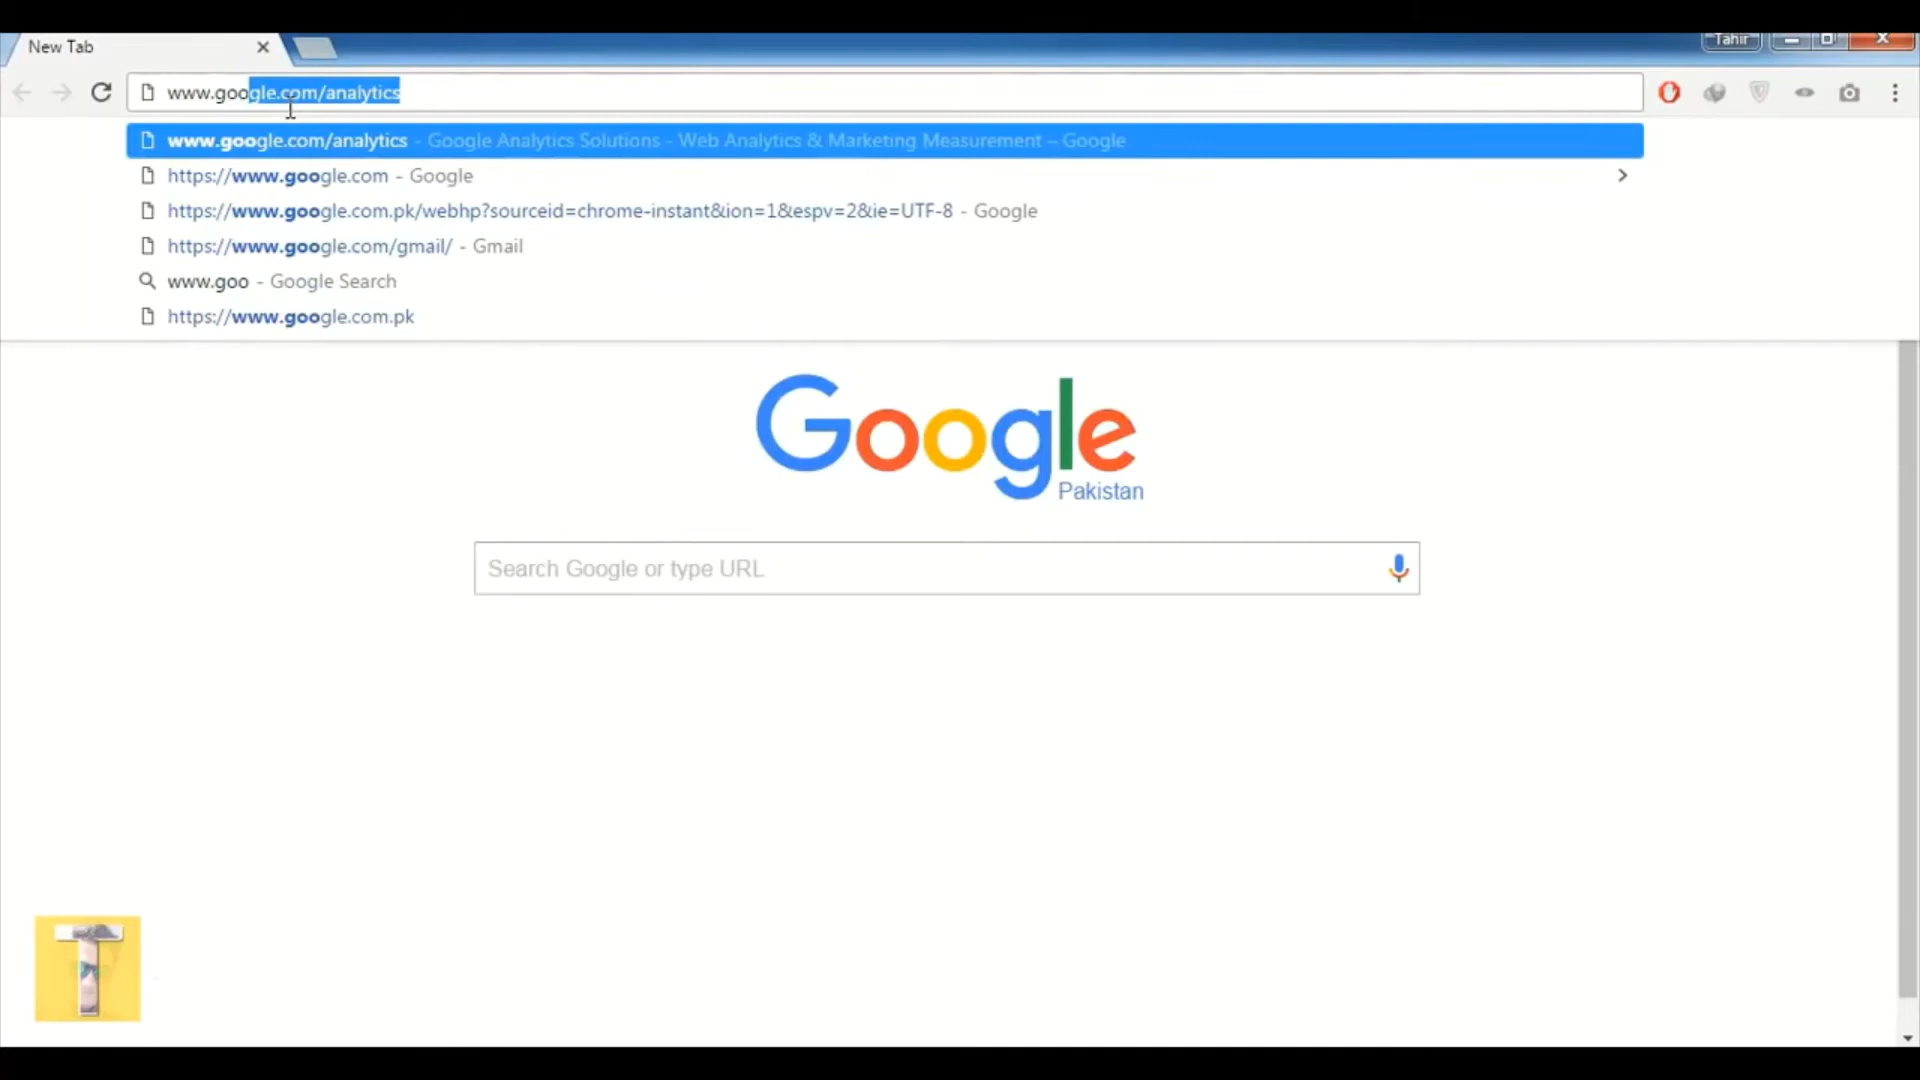 New Tab
Tahir
www.google.com/analytics
www.google.com/analytics - Google Analytics Solutions - Web Analytics & Marketing Measurement – Google
https://www.google.com - Google
https://www.google.com.pk/webhp?sourceid=chrome-instant&ion=1&espv=2&ie=UTF-8 - Google
https://www.google.com/gmail/ - Gmail
www.goo - Google Search
https://www.google.com.pk
Google
Pakistan
Search Google or type URL
T